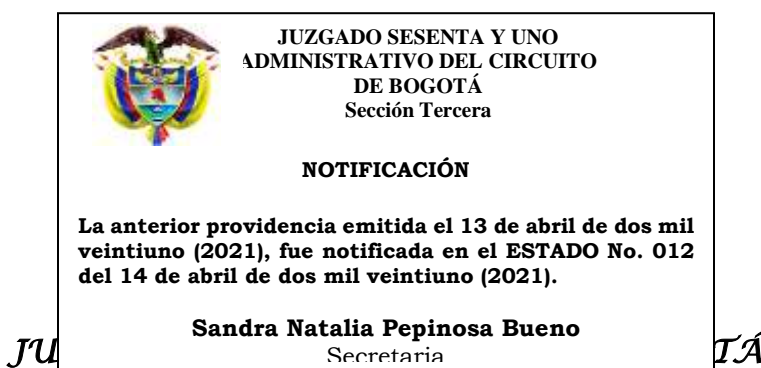 JUZGADO SESENTA Y UNO
ADMINISTRATIVO DEL CIRCUITO
DE BOGOTÁ
Sección Tercera
NOTIFICACIÓN
La anterior providencia emitida el 13 de abril de dos mil
veintiuno (2021), fue notificada en el ESTADO No. 012
del 14 de abril de dos mil veintiuno (2021).
Sandra Natalia Pepinosa Bueno
Secretaria
JU TÁ